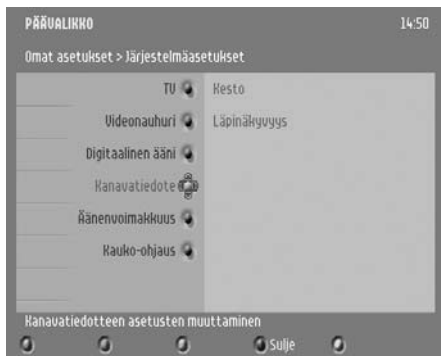 PÄÄVALIKKO 14:50
Omat asetukset > Järjestelmäasetukset
TV Kesto
Videonauhuri Läpinäkyvyys
Digitaalinen ääni
Kanavatiedote
Äänenvoimakkuus
Kauko-ohjaus
Kanavatiedotteen asetusten muuttaminen
Sulje